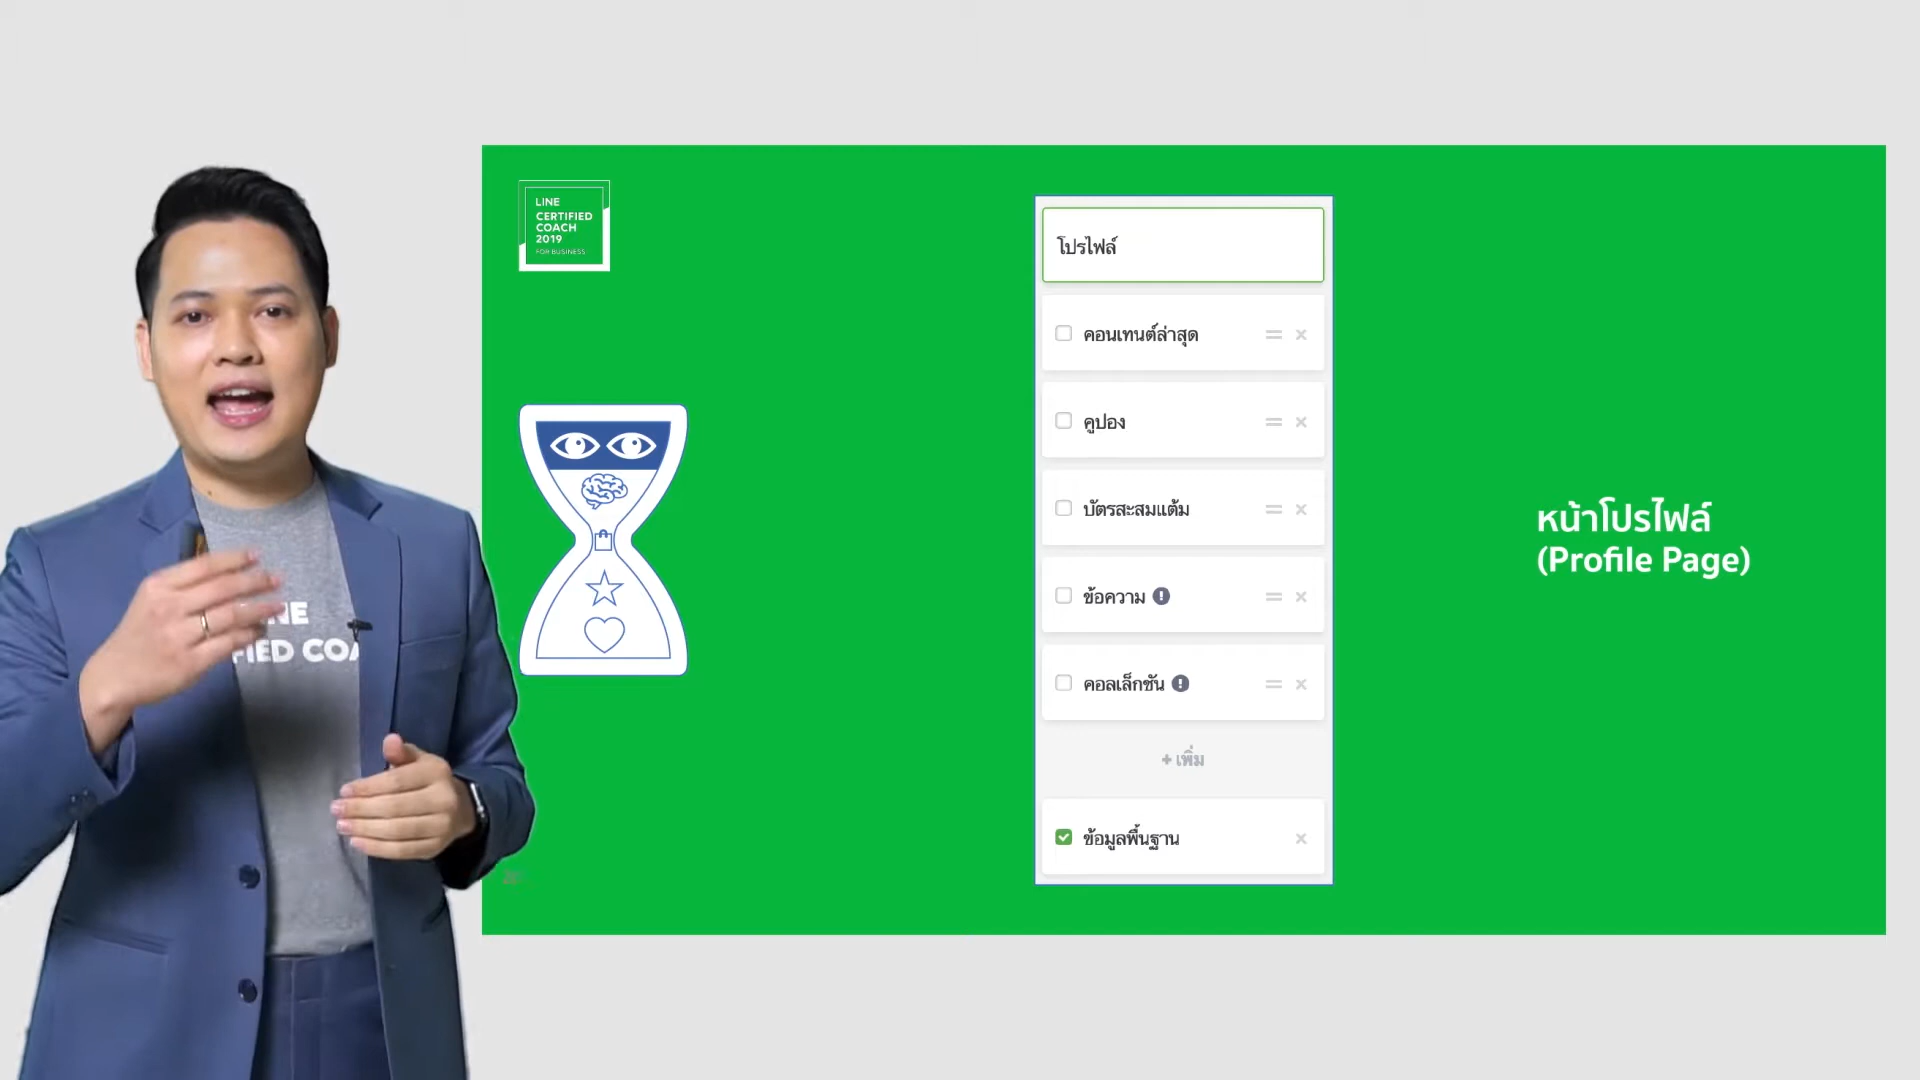 LINE
CERTIFIED
COACH
2019
FOR BUSINESS
โปรไฟล์
คอนเทนต์ล่าสุด
คูปอง
บัตรสะสมแต้ม
ข้อความ
คอลเล็กชัน
+ เพิ่ม
ข้อมูลพื้นฐาน
หน้าโปรไฟล์
(Profile Page)